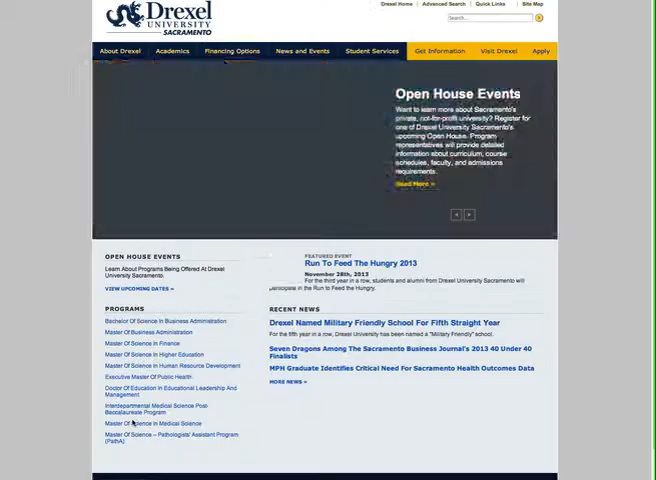 Drexel Home | Advanced Search | Quick Links | Site Map
Drexel
UNIVERSITY
SACRAMENTO
Search...
About Drexel
Academics
Financing Options
News and Events
Student Services
Get Information
Visit Drexel
Apply
Open House Events
Want to learn more about Sacramento's
private, not-for-profit university? Register for
one of Drexel University Sacramento's
upcoming Open House. Program
representatives will provide detailed
information about curriculum, course
schedules, faculty, and admissions
requirements.
Read More »
OPEN HOUSE EVENTS
Learn About Programs Being Offered At Drexel
University Sacramento.
VIEW UPCOMING DATES »
FEATURED EVENT
Run To Feed The Hungry 2013
November 28th, 2013
For the third year in a row, students and alumni from Drexel University Sacramento will
participate in the Run to Feed the Hungry.
PROGRAMS
Bachelor Of Science In Business Administration
Master Of Business Administration
Master Of Science In Finance
Master Of Science In Higher Education
Master Of Science In Human Resource Development
Executive Master Of Public Health
Doctor Of Education in Educational Leadership And
Management
Interdepartmental Medical Science Post-
Baccalaureate Program
Master Of Science In Medical Science
Master Of Science – Pathologists' Assistant Program
(PathA)
RECENT NEWS
Drexel Named Military Friendly School For Fifth Straight Year
For the fifth year in a row, Drexel University has been named a "Military Friendly" school.
Seven Dragons Among The Sacramento Business Journal's 2013 40 Under 40
Finalists
MPH Graduate Identifies Critical Need For Sacramento Health Outcomes Data
MORE NEWS »